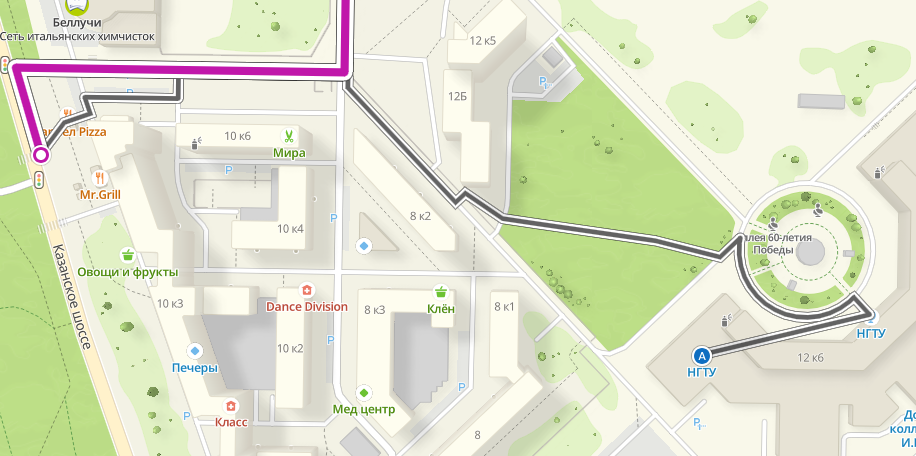 Беллучи
Сеть итальянских химчисток
12 к5
12Б
Pizza
10 к6
Мира
Mr.Grill
8 к2
10 к4
60-летия
Победы
Казанское шоссе
Овощи и фрукты
10 к3
Dance Division
8 к3
Клён
8 к1
НГТУ
10 к2
Печеры
А
НГТУ
12 к6
Мед центр
Класс
8
P
P
P
P
P
P
P
P